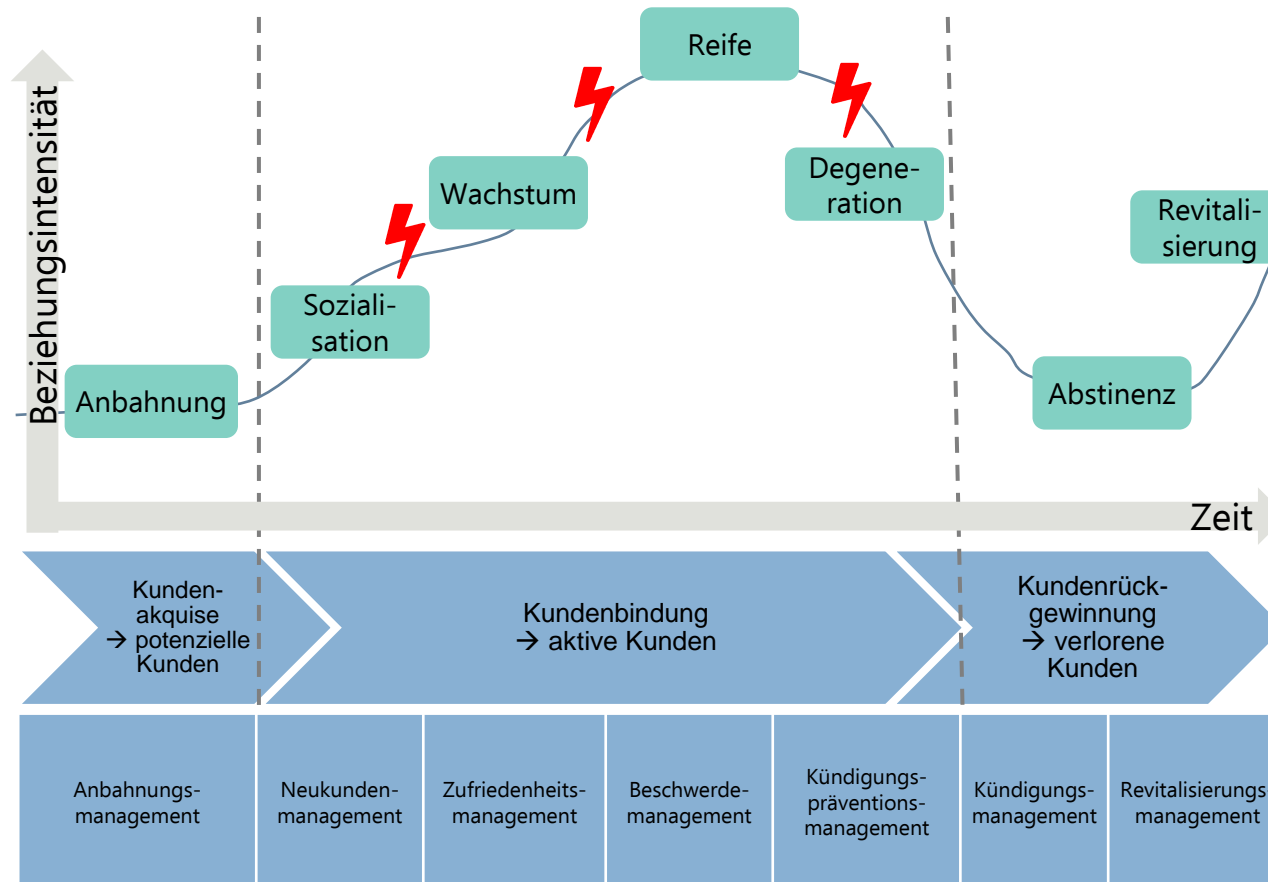 Beziehungsintensität
Reife
Wachstum
Degene-
ration
Revitali-
sierung
Soziali-
sation
Anbahnung
Abstinenz
Zeit
Kunden-
akquise
→ potenzielle
Kunden
Kundenbindung
→ aktive Kunden
Kundenrück-
gewinnung
→ verlorene
Kunden
Anbahnungs-
management
Neukunden-
management
Zufriedenheits-
management
Beschwerde-
management
Kündigungs-
präventions-
management
Kündigungs-
management
Revitalisierungs-
management